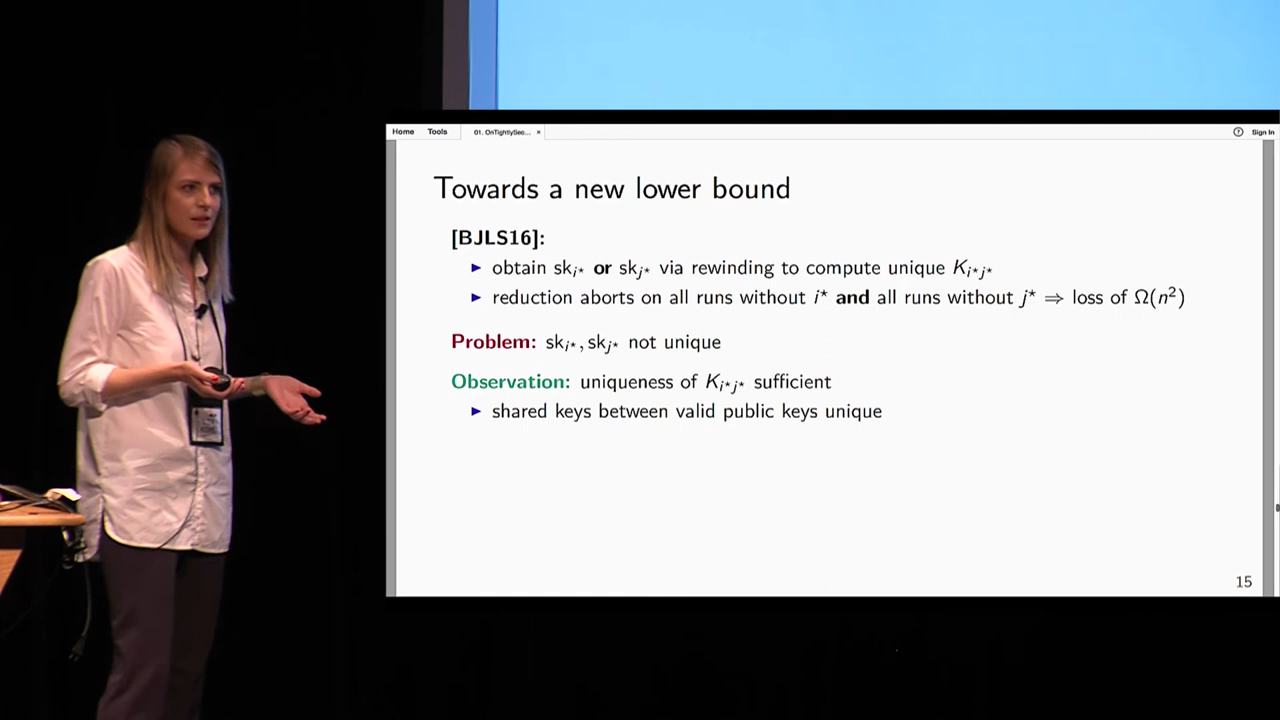 Home Tools 01. OnTightlySec... × ? Sign In
Towards a new lower bound
[BJLS16]:
► obtain sk_{i⋆} or sk_{j⋆} via rewinding to compute unique K_{i⋆j⋆}
► reduction aborts on all runs without i⋆ and all runs without j⋆ ⇒ loss of Ω(n²)
Problem: sk_{i⋆}, sk_{j⋆} not unique
Observation: uniqueness of K_{i⋆j⋆} sufficient
► shared keys between valid public keys unique
15